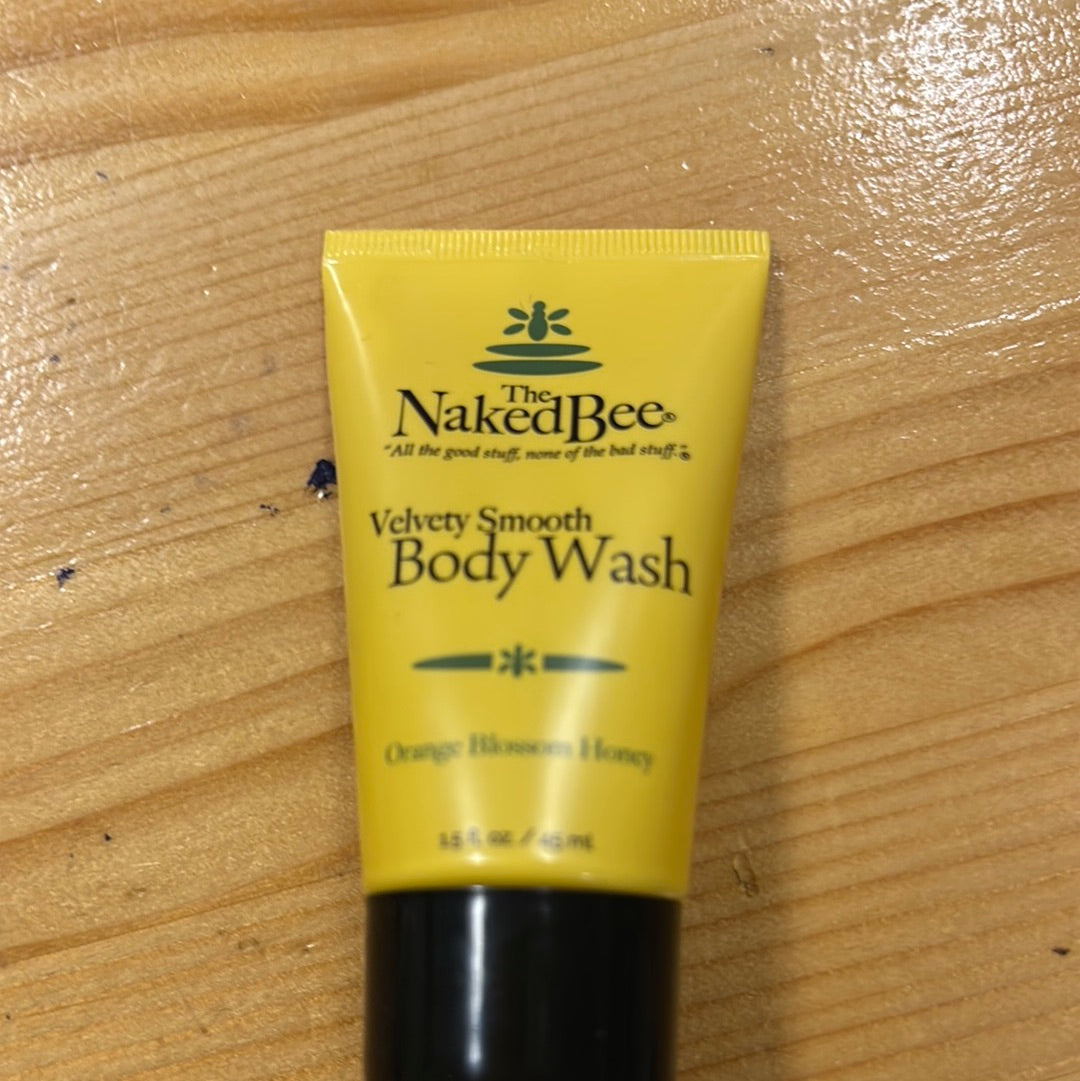 The
NakedBee®
"All the good stuff, none of the bad stuff."®
Velvety Smooth
Body Wash
Orange Blossom Honey
1.5 fl oz / 45 mL